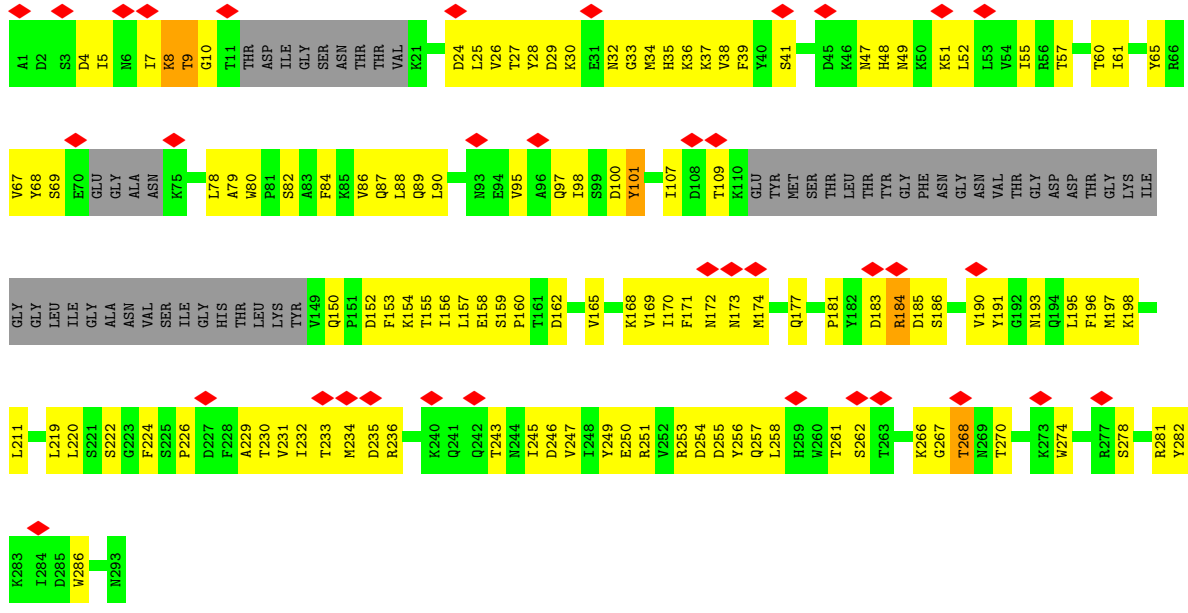 A1 D2 S3 D4 I5 N6 I7 K8 T9 G10 T11 THR ASP ILE GLY SER ASN THR THR VAL K21 D24 L25 V26 T27 Y28 D29 K30 E31 N32 G33 M34 H35 K36 K37 V38 F39 Y40 S41 D45 K46 N47 H48 N49 K50 K51 L52 L53 V54 I55 R56 T57 T60 I61 Y65 R66
V67 Y68 S69 E70 GLU GLY ALA ASN K75 L78 A79 W80 P81 S82 A83 F84 K85 V86 Q87 L88 Q89 L90 N93 E94 V95 A96 Q97 I98 S99 D100 Y101 I107 D108 T109 K110 GLU TYR MET SER THR LEU THR TYR GLY PHE ASN GLY ASN VAL THR GLY ASP ASP THR GLY LYS ILE
GLY GLY LEU ILE GLY ALA ASN VAL SER ILE GLY HIS THR LEU LYS TYR V149 Q150 P151 D152 F153 K154 T155 I156 L157 E158 S159 P160 T161 D162 V165 K168 V169 I170 F171 N172 N173 M174 Q177 P181 Y182 D183 R184 D185 S186 V190 Y191 G192 N193 Q194 L195 F196 M197 K198
L211 L219 L220 S221 S222 G223 F224 S225 P226 D227 F228 A229 T230 V231 I232 T233 M234 D235 R236 K240 Q241 Q242 T243 N244 I245 D246 V247 I248 Y249 E250 R251 V252 R253 D254 D255 Y256 Q257 L258 H259 W260 T261 S262 T263 K266 G267 T268 N269 T270 K273 W274 R277 S278 R281 Y282
K283 I284 D285 W286 N293